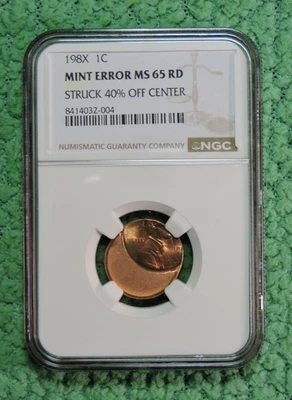 198X 1C
MINT ERROR MS 65 RD
STRUCK 40% OFF CENTER
8414032-004
NUMISMATIC GUARANTY COMPANY NGC